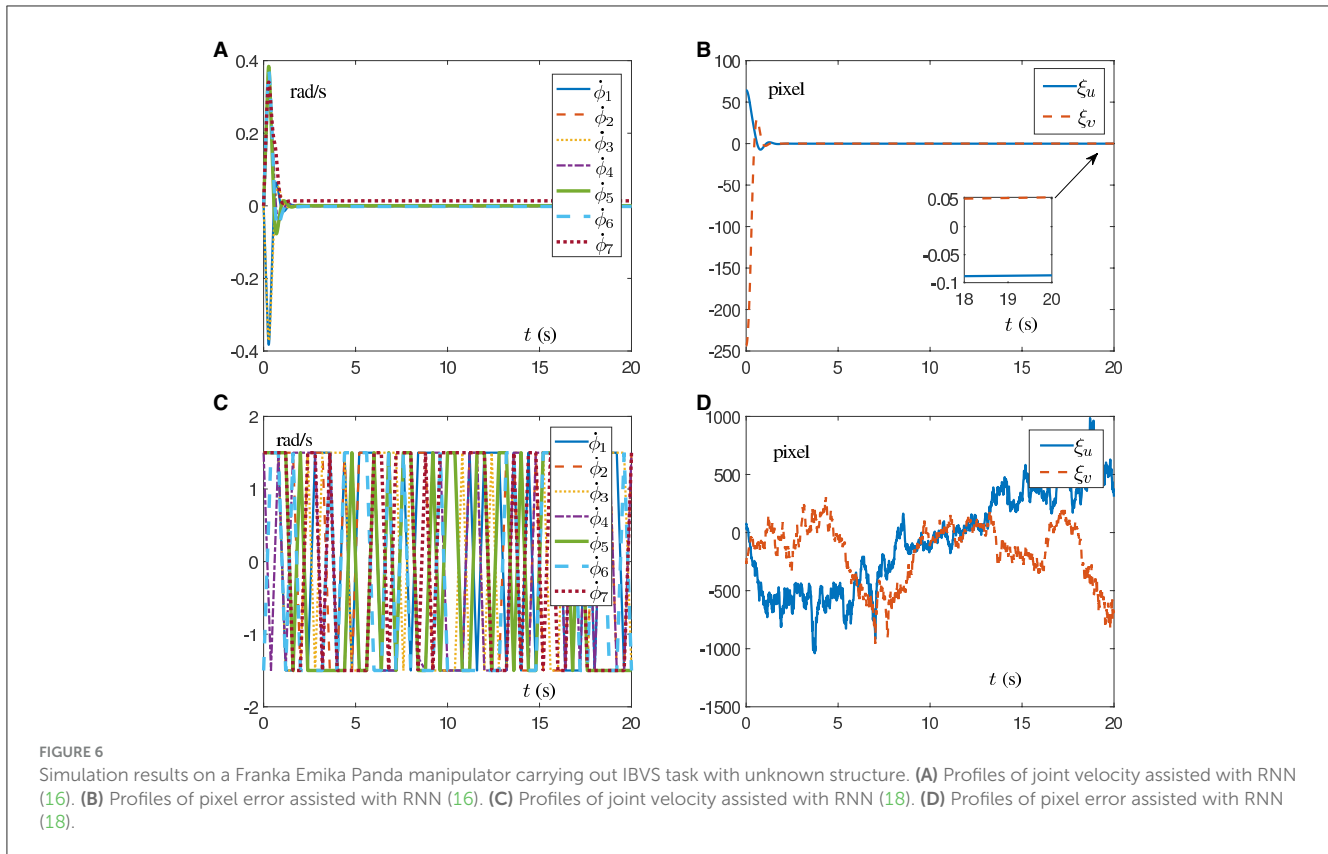 A
0.4
0.2
0
-0.2
-0.4
0
5
10
15
20
rad/s
t (s)
ϕ̇₁
ϕ̇₂
ϕ̇₃
ϕ̇₄
ϕ̇₅
ϕ̇₆
ϕ̇₇
B
100
50
0
-50
-100
-150
-200
-250
0
5
10
15
20
pixel
ξᵤ
ξᵥ
0.05
0
-0.05
-0.1
18
19
20
t (s)
t (s)
C
2
1
0
-1
-2
0
5
10
15
20
rad/s
t (s)
ϕ̇₁
ϕ̇₂
ϕ̇₃
ϕ̇₄
ϕ̇₅
ϕ̇₆
ϕ̇₇
D
1000
500
0
-500
-1000
-1500
0
5
10
15
20
pixel
ξᵤ
ξᵥ
t (s)
FIGURE 6
Simulation results on a Franka Emika Panda manipulator carrying out IBVS task with unknown structure. (A) Profiles of joint velocity assisted with RNN
(16). (B) Profiles of pixel error assisted with RNN (16). (C) Profiles of joint velocity assisted with RNN (18). (D) Profiles of pixel error assisted with RNN
(18).